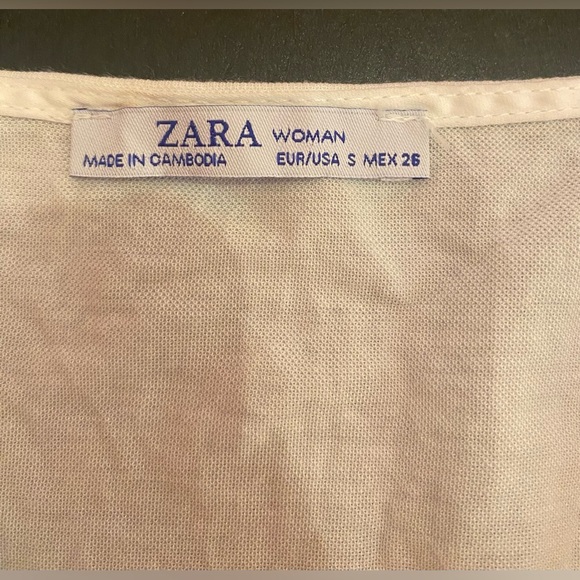 ZARA WOMAN
MADE IN CAMBODIA EUR/USA S MEX 26